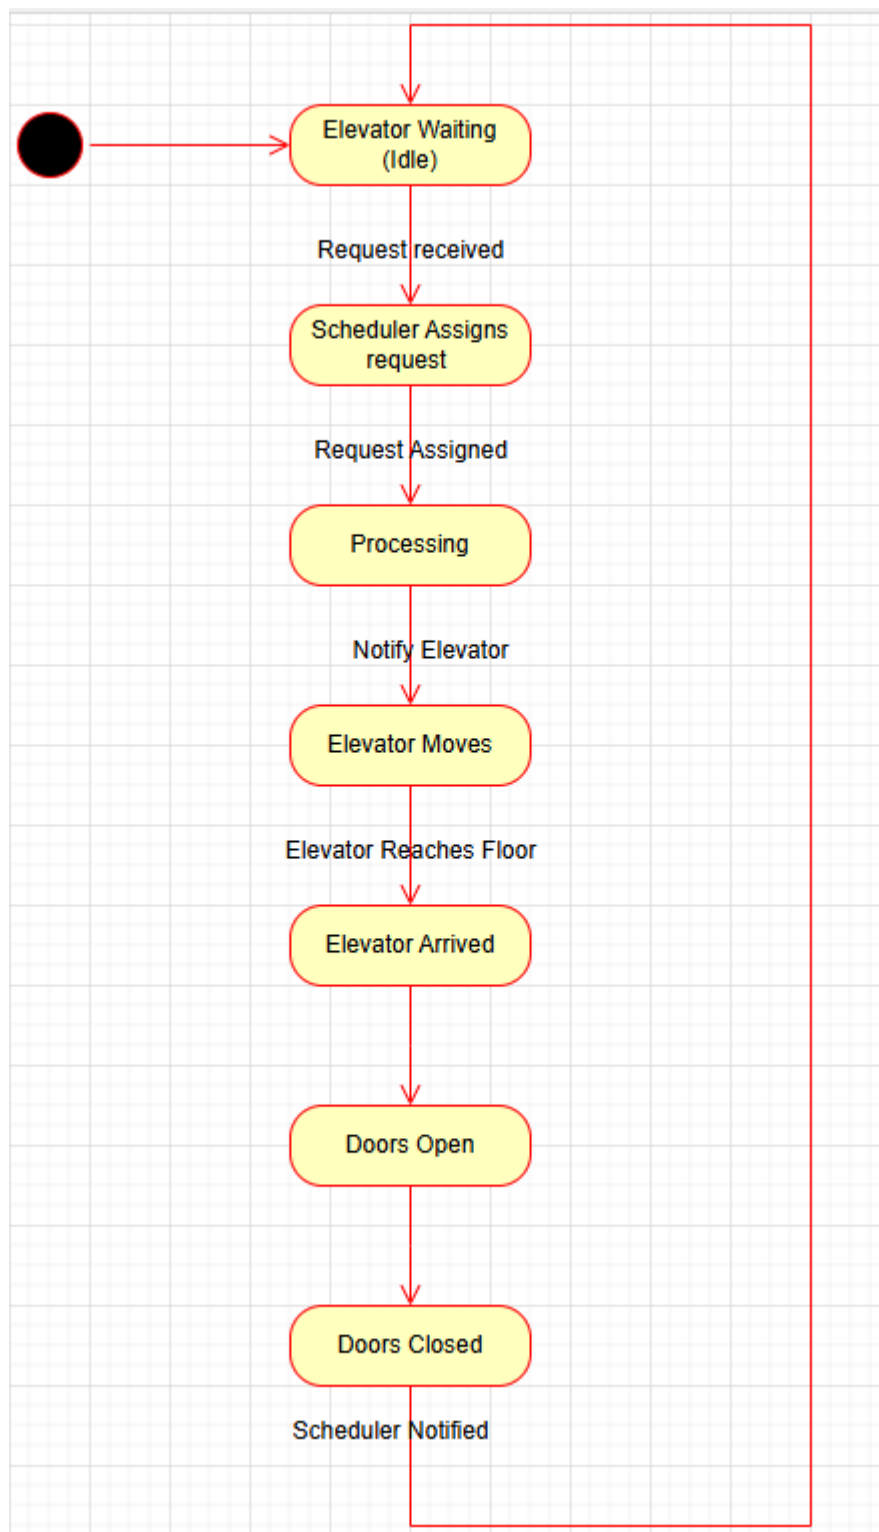 Elevator Waiting
(Idle)
Request received
Scheduler Assigns
request
Request Assigned
Processing
Notify Elevator
Elevator Moves
Elevator Reaches Floor
Elevator Arrived
Doors Open
Doors Closed
Scheduler Notified